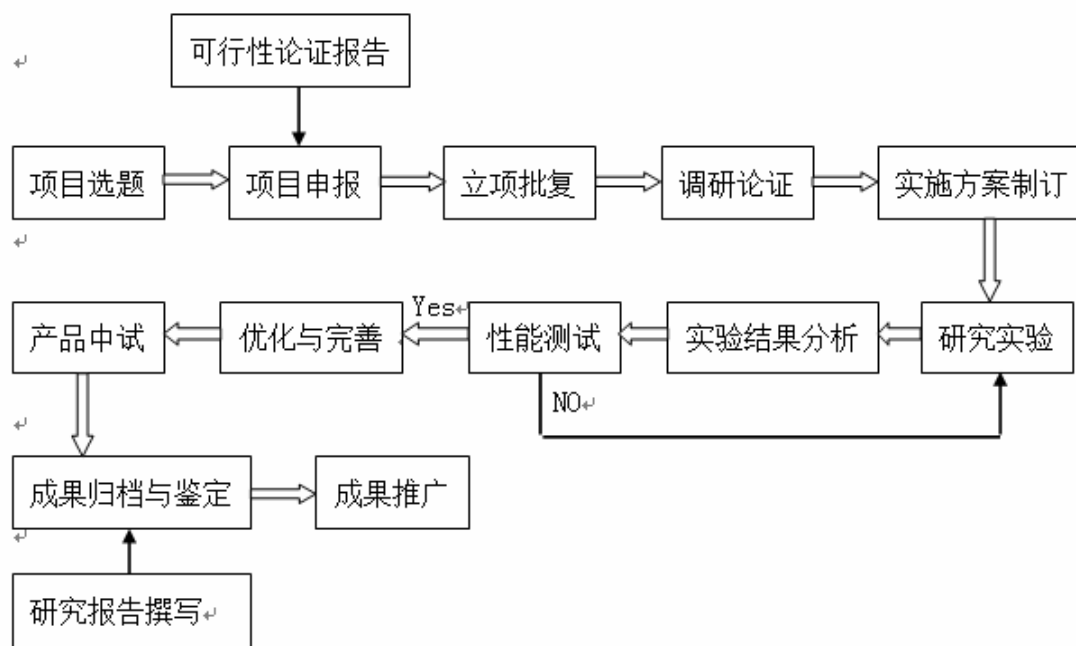 可行性论证报告
项目选题
项目申报
立项批复
调研论证
实施方案制订
产品中试
优化与完善
Yes
性能测试
实验结果分析
研究实验
NO
成果归档与鉴定
成果推广
研究报告撰写